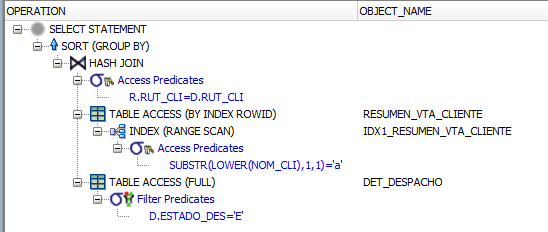 OPERATION OBJECT_NAME
SELECT STATEMENT
SORT (GROUP BY)
HASH JOIN
Access Predicates
R.RUT_CLI=D.RUT_CLI
TABLE ACCESS (BY INDEX ROWID) RESUMEN_VTA_CLIENTE
INDEX (RANGE SCAN) IDX1_RESUMEN_VTA_CLIENTE
Access Predicates
SUBSTR(LOWER(NOM_CLI),1,1)='a'
TABLE ACCESS (FULL) DET_DESPACHO
Filter Predicates
D.ESTADO_DES='E'